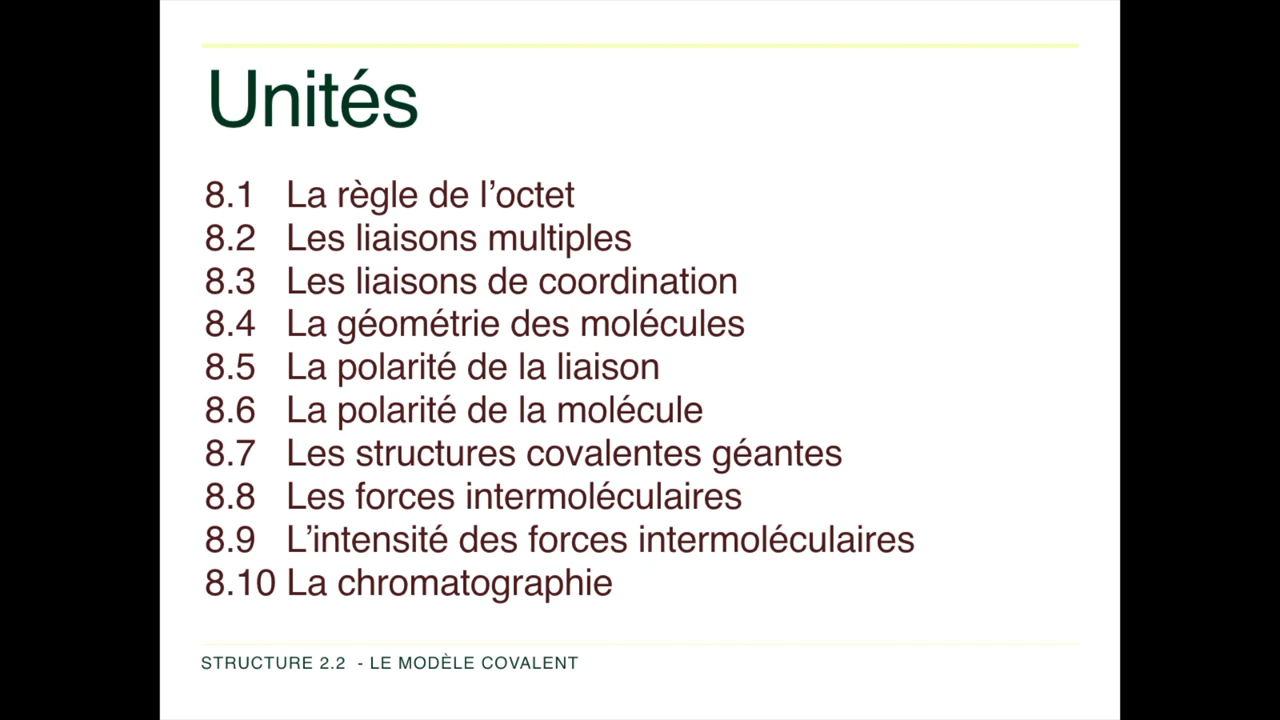 Unités
8.1 La règle de l’octet
8.2 Les liaisons multiples
8.3 Les liaisons de coordination
8.4 La géométrie des molécules
8.5 La polarité de la liaison
8.6 La polarité de la molécule
8.7 Les structures covalentes géantes
8.8 Les forces intermoléculaires
8.9 L’intensité des forces intermoléculaires
8.10 La chromatographie
STRUCTURE 2.2 - LE MODÈLE COVALENT